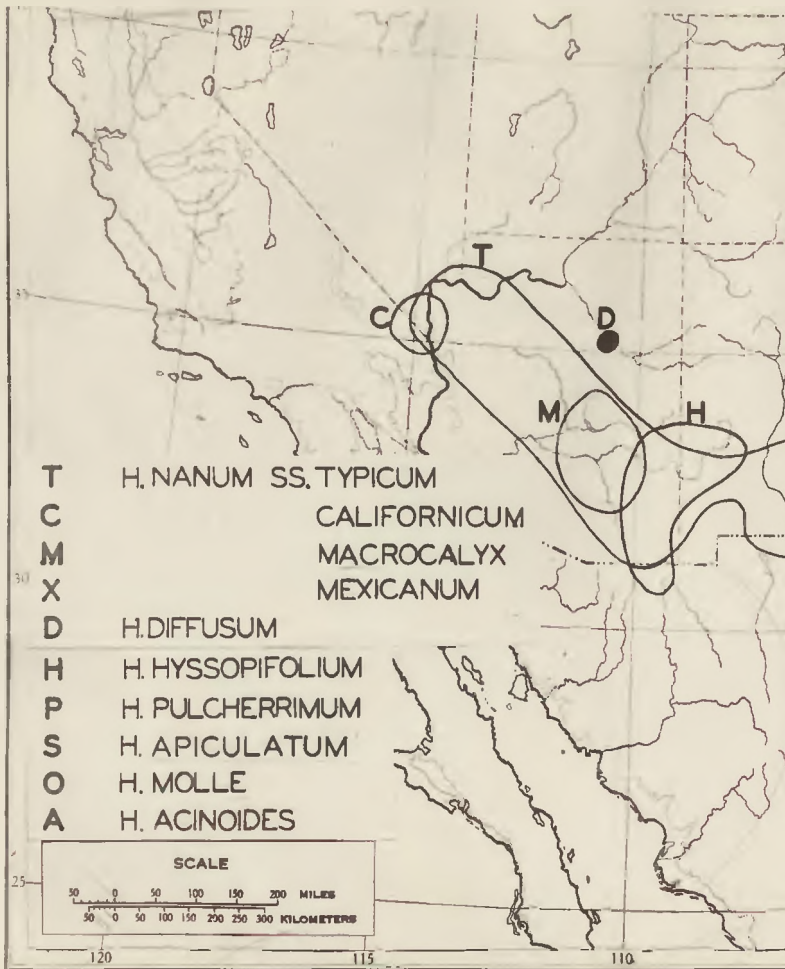 T
C
D
M
H
T H. NANUM SS. TYPICUM
C CALIFORNICUM
M MACROCALYX
X MEXICANUM
D H. DIFFUSUM
H H. HYSSOPIFOLIUM
P H. PULCHERRIMUM
S H. APICULATUM
O H. MOLLE
A H. ACINOIDES
SCALE
50 0 50 100 150 200 MILES
50 0 50 100 150 200 250 300 KILOMETERS
30
25
120 115 110